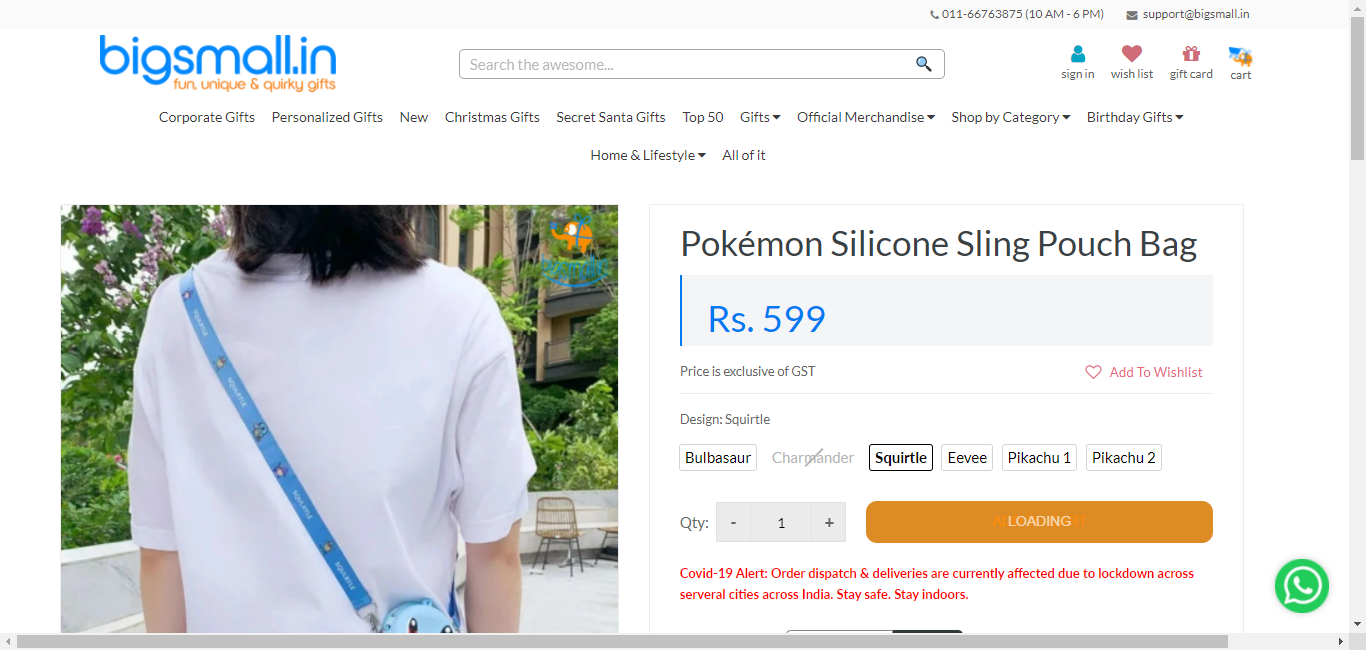 011-66763875 (10 AM - 6 PM) support@bigsmall.in
bigsmall.in
fun, unique & quirky gifts
Search the awesome...
sign in wish list gift card cart
Corporate Gifts Personalized Gifts New Christmas Gifts Secret Santa Gifts Top 50 Gifts Official Merchandise Shop by Category Birthday Gifts
Home & Lifestyle All of it
Pokémon Silicone Sling Pouch Bag
Rs. 599
Price is exclusive of GST Add To Wishlist
Design: Squirtle
Bulbasaur Charmander Squirtle Eevee Pikachu 1 Pikachu 2
Qty: - 1 + LOADING
Covid-19 Alert: Order dispatch & deliveries are currently affected due to lockdown across
serveral cities across India. Stay safe. Stay indoors.
SQUIRTLE
SQUIRTLE
SQUIRTLE
SQUIRTLE